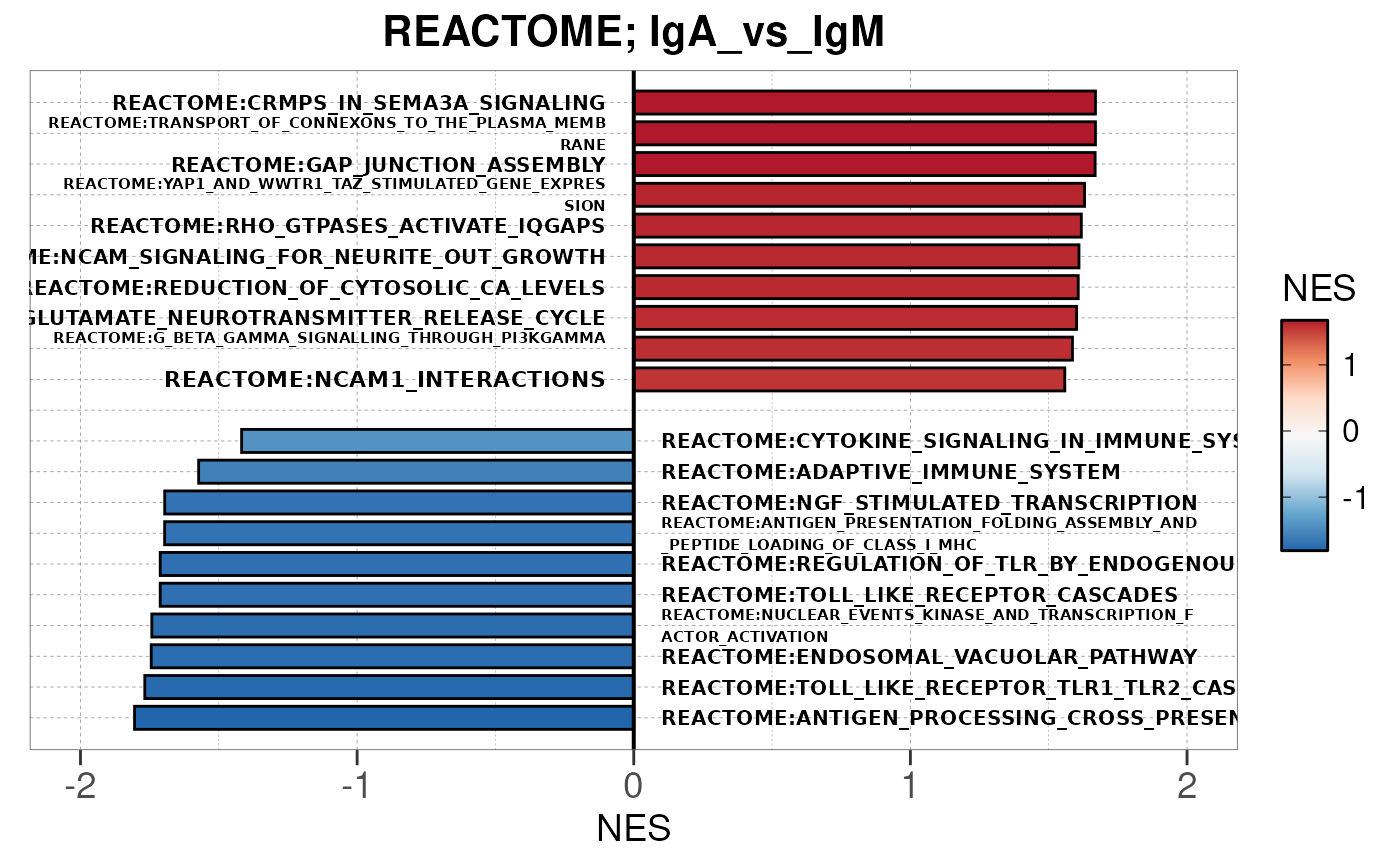 REACTOME; IgA_vs_IgM
REACTOME:CRMPS_IN_SEMA3A_SIGNALING
REACTOME:TRANSPORT_OF_CONNEXONS_TO_THE_PLASMA_MEMB
RANE
REACTOME:GAP_JUNCTION_ASSEMBLY
REACTOME:YAP1_AND_WWTR1_TAZ_STIMULATED_GENE_EXPRES
SION
REACTOME:RHO_GTPASES_ACTIVATE_IQGAPS
ME:NCAM_SIGNALING_FOR_NEURITE_OUT_GROWTH
REACTOME:REDUCTION_OF_CYTOSOLIC_CA_LEVELS
GLUTAMATE_NEUROTRANSMITTER_RELEASE_CYCLE
REACTOME:G_BETA_GAMMA_SIGNALLING_THROUGH_PI3KGAMMA
REACTOME:NCAM1_INTERACTIONS
REACTOME:CYTOKINE_SIGNALING_IN_IMMUNE_SYS
REACTOME:ADAPTIVE_IMMUNE_SYSTEM
REACTOME:NGF_STIMULATED_TRANSCRIPTION
REACTOME:ANTIGEN_PRESENTATION_FOLDING_ASSEMBLY_AND
_PEPTIDE_LOADING_OF_CLASS_I_MHC
REACTOME:REGULATION_OF_TLR_BY_ENDOGENOU
REACTOME:TOLL_LIKE_RECEPTOR_CASCADES
REACTOME:NUCLEAR_EVENTS_KINASE_AND_TRANSCRIPTION_F
ACTOR_ACTIVATION
REACTOME:ENDOSOMAL_VACUOLAR_PATHWAY
REACTOME:TOLL_LIKE_RECEPTOR_TLR1_TLR2_CAS
REACTOME:ANTIGEN_PROCESSING_CROSS_PRESEN
-2 -1 0 1 2
NES
NES
1
0
-1